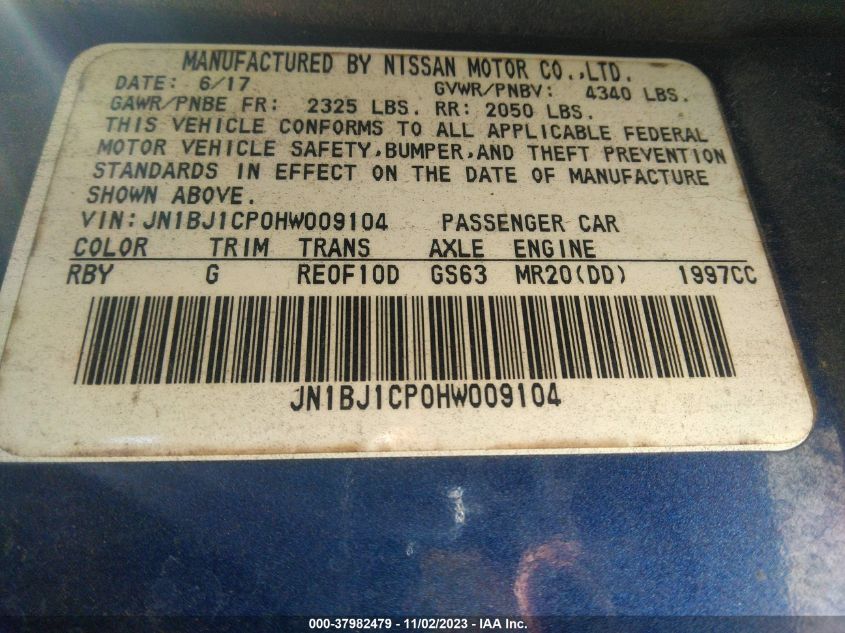 MANUFACTURED BY NISSAN MOTOR CO.,LTD.
DATE: 6/17 GVWR/PNBV: 4340 LBS.
GAWR/PNBE FR: 2325 LBS. RR: 2050 LBS.
THIS VEHICLE CONFORMS TO ALL APPLICABLE FEDERAL
MOTOR VEHICLE SAFETY,BUMPER,AND THEFT PREVENTION
STANDARDS IN EFFECT ON THE DATE OF MANUFACTURE
SHOWN ABOVE.
VIN: JN1BJ1CP0HW009104 PASSENGER CAR
COLOR TRIM TRANS AXLE ENGINE
RBY G RE0F10D GS63 MR20(DD) 1997CC
JN1BJ1CP0HW009104
000-37982479 - 11/02/2023 - IAA Inc.